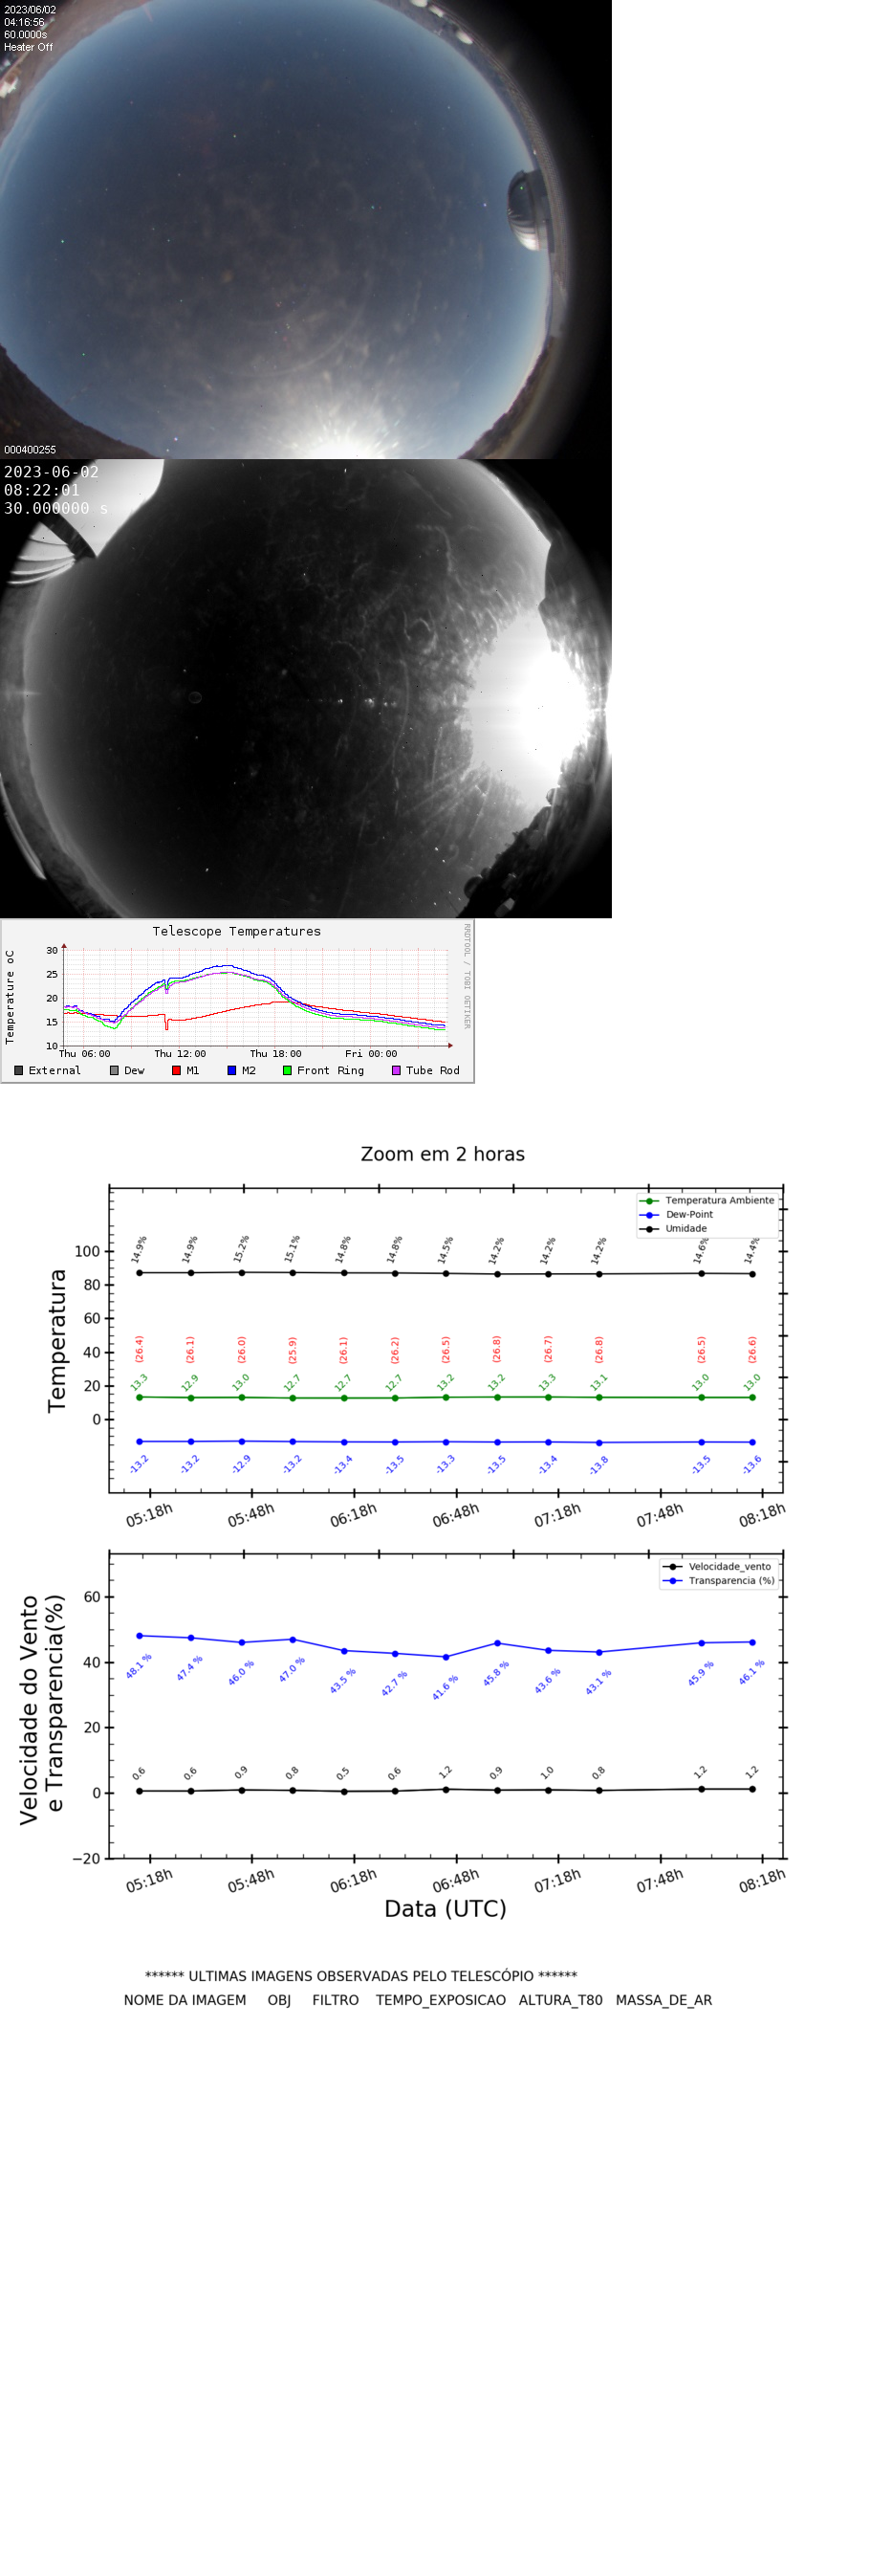 2023/06/02
04:16:56
60.0000s
Heater Off
000400255
2023-06-02
08:22:01
30.000000 s
Telescope Temperatures
RRDTOOL / TOBI OETIKER
Temperature oC
30
25
20
15
10
Thu 06:00 Thu 12:00 Thu 18:00 Fri 00:00
External Dew M1 M2 Front Ring Tube Rod
Zoom em 2 horas
Temperatura
Temperatura Ambiente
Dew-Point
Umidade
100
80
60
40
20
0
14.9% 14.9% 15.2% 15.1% 14.8% 14.8% 14.5% 14.2% 14.2% 14.2% 14.6% 14.4%
(26.4) (26.1) (26.0) (25.9) (26.1) (26.2) (26.5) (26.8) (26.7) (26.8) (26.5) (26.6)
13.3 12.9 13.0 12.7 12.7 12.7 13.2 13.2 13.3 13.1 13.0 13.0
-13.2 -13.2 -12.9 -13.2 -13.4 -13.5 -13.3 -13.5 -13.4 -13.8 -13.5 -13.6
05:18h 05:48h 06:18h 06:48h 07:18h 07:48h 08:18h
Velocidade do Vento
e Transparencia(%)
Velocidade_vento
Transparencia (%)
60
40
20
0
−20
48.1 % 47.4 % 46.0 % 47.0 % 43.5 % 42.7 % 41.6 % 45.8 % 43.6 % 43.1 % 45.9 % 46.1 %
0.6 0.6 0.9 0.8 0.5 0.6 1.2 0.9 1.0 0.8 1.2 1.2
05:18h 05:48h 06:18h 06:48h 07:18h 07:48h 08:18h
Data (UTC)
****** ULTIMAS IMAGENS OBSERVADAS PELO TELESCÓPIO ******
NOME DA IMAGEM OBJ FILTRO TEMPO_EXPOSICAO ALTURA_T80 MASSA_DE_AR